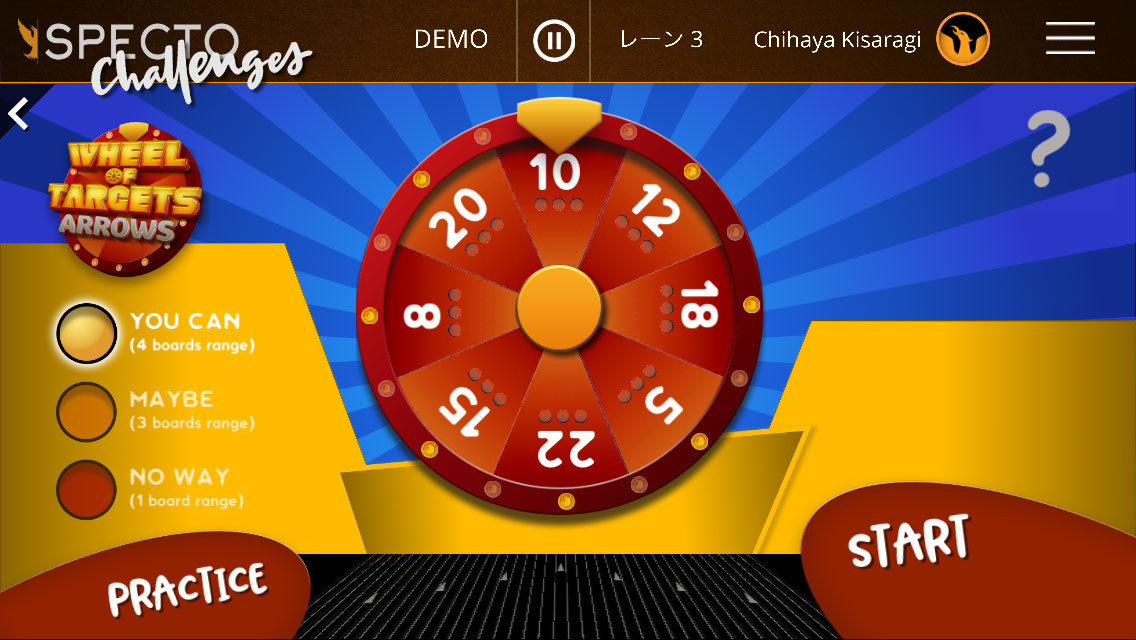 SPECTO
Challenges
DEMO
レーン 3
Chihaya Kisaragi
WHEEL
OF
TARGETS
ARROWS
?
10
12
18
5
22
15
8
20
YOU CAN
(4 boards range)
MAYBE
(3 boards range)
NO WAY
(1 board range)
PRACTICE
START